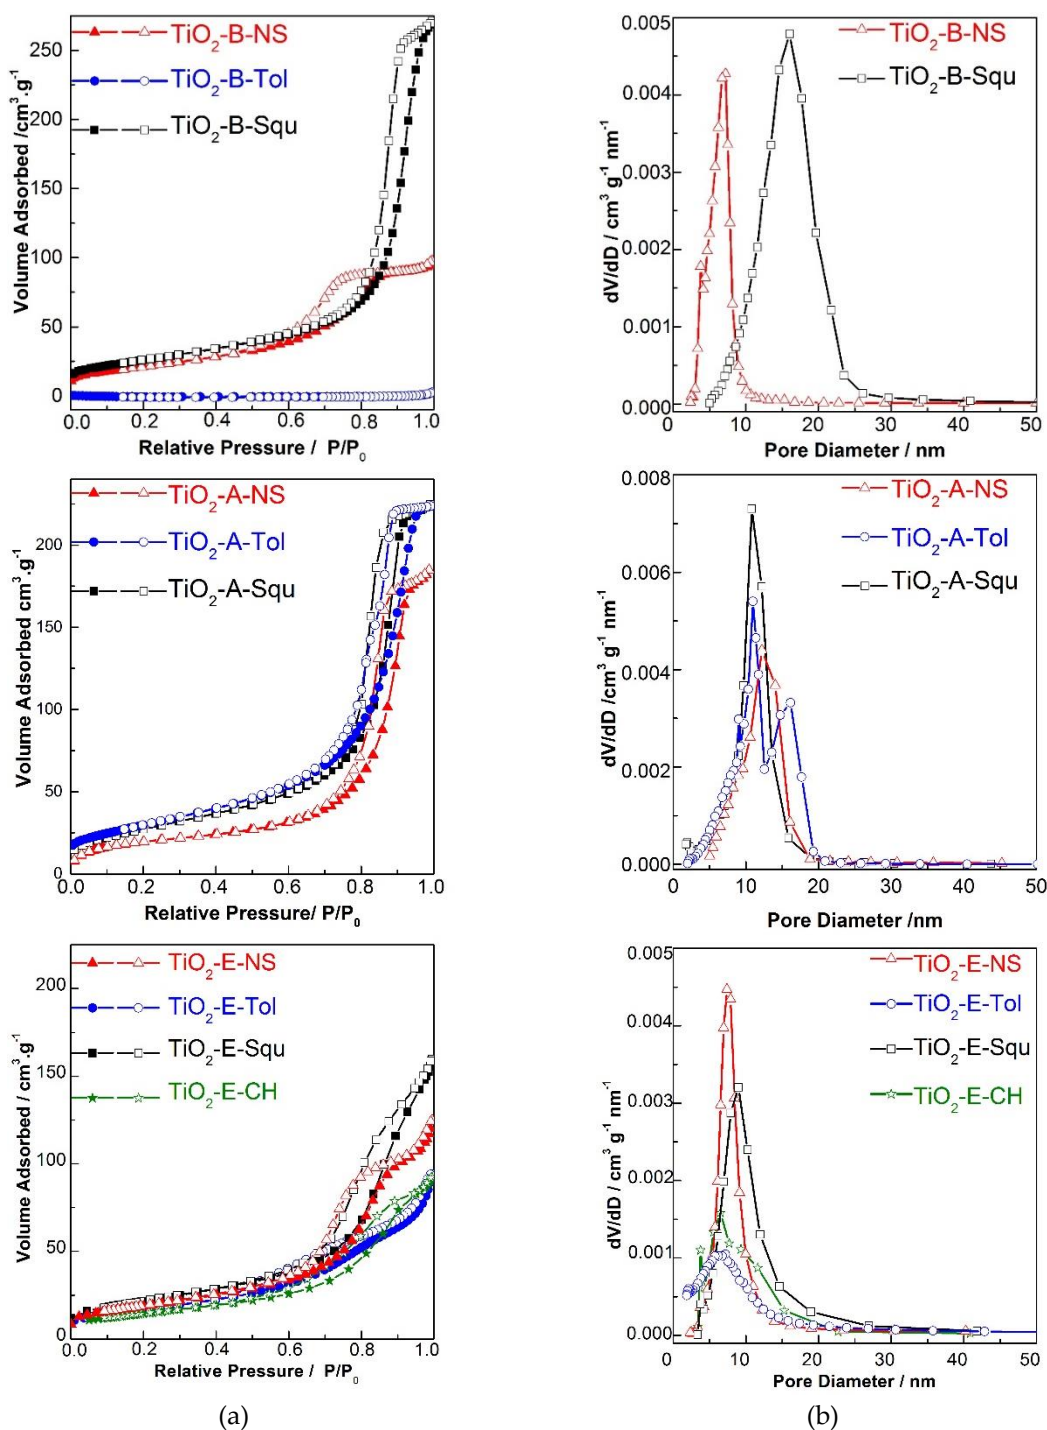 TiO2-B-NS
TiO2-B-Tol
TiO2-B-Squ
Volume Adsorbed /cm3.g-1
250
200
150
100
50
0
0.0 0.2 0.4 0.6 0.8 1.0
Relative Pressure / P/P0
TiO2-B-NS
TiO2-B-Squ
dV/dD / cm3 g-1 nm-1
0.005
0.004
0.003
0.002
0.001
0.000
0 10 20 30 40 50
Pore Diameter / nm
TiO2-A-NS
TiO2-A-Tol
TiO2-A-Squ
Volume Adsorbed cm3.g-1
200
150
100
50
0
0.0 0.2 0.4 0.6 0.8 1.0
Relative Pressure/ P/P0
TiO2-A-NS
TiO2-A-Tol
TiO2-A-Squ
dV/dD /cm3 g-1 nm-1
0.008
0.006
0.004
0.002
0.000
0 10 20 30 40 50
Pore Diameter /nm
TiO2-E-NS
TiO2-E-Tol
TiO2-E-Squ
TiO2-E-CH
Volume Adsorbed / cm3.g-1
200
150
100
50
0
0.0 0.2 0.4 0.6 0.8 1.0
Relative Pressure / P/P0
TiO2-E-NS
TiO2-E-Tol
TiO2-E-Squ
TiO2-E-CH
dV/dD / cm3 g-1 nm-1
0.005
0.004
0.003
0.002
0.001
0.000
0 10 20 30 40 50
Pore Diameter / nm
(a)
(b)